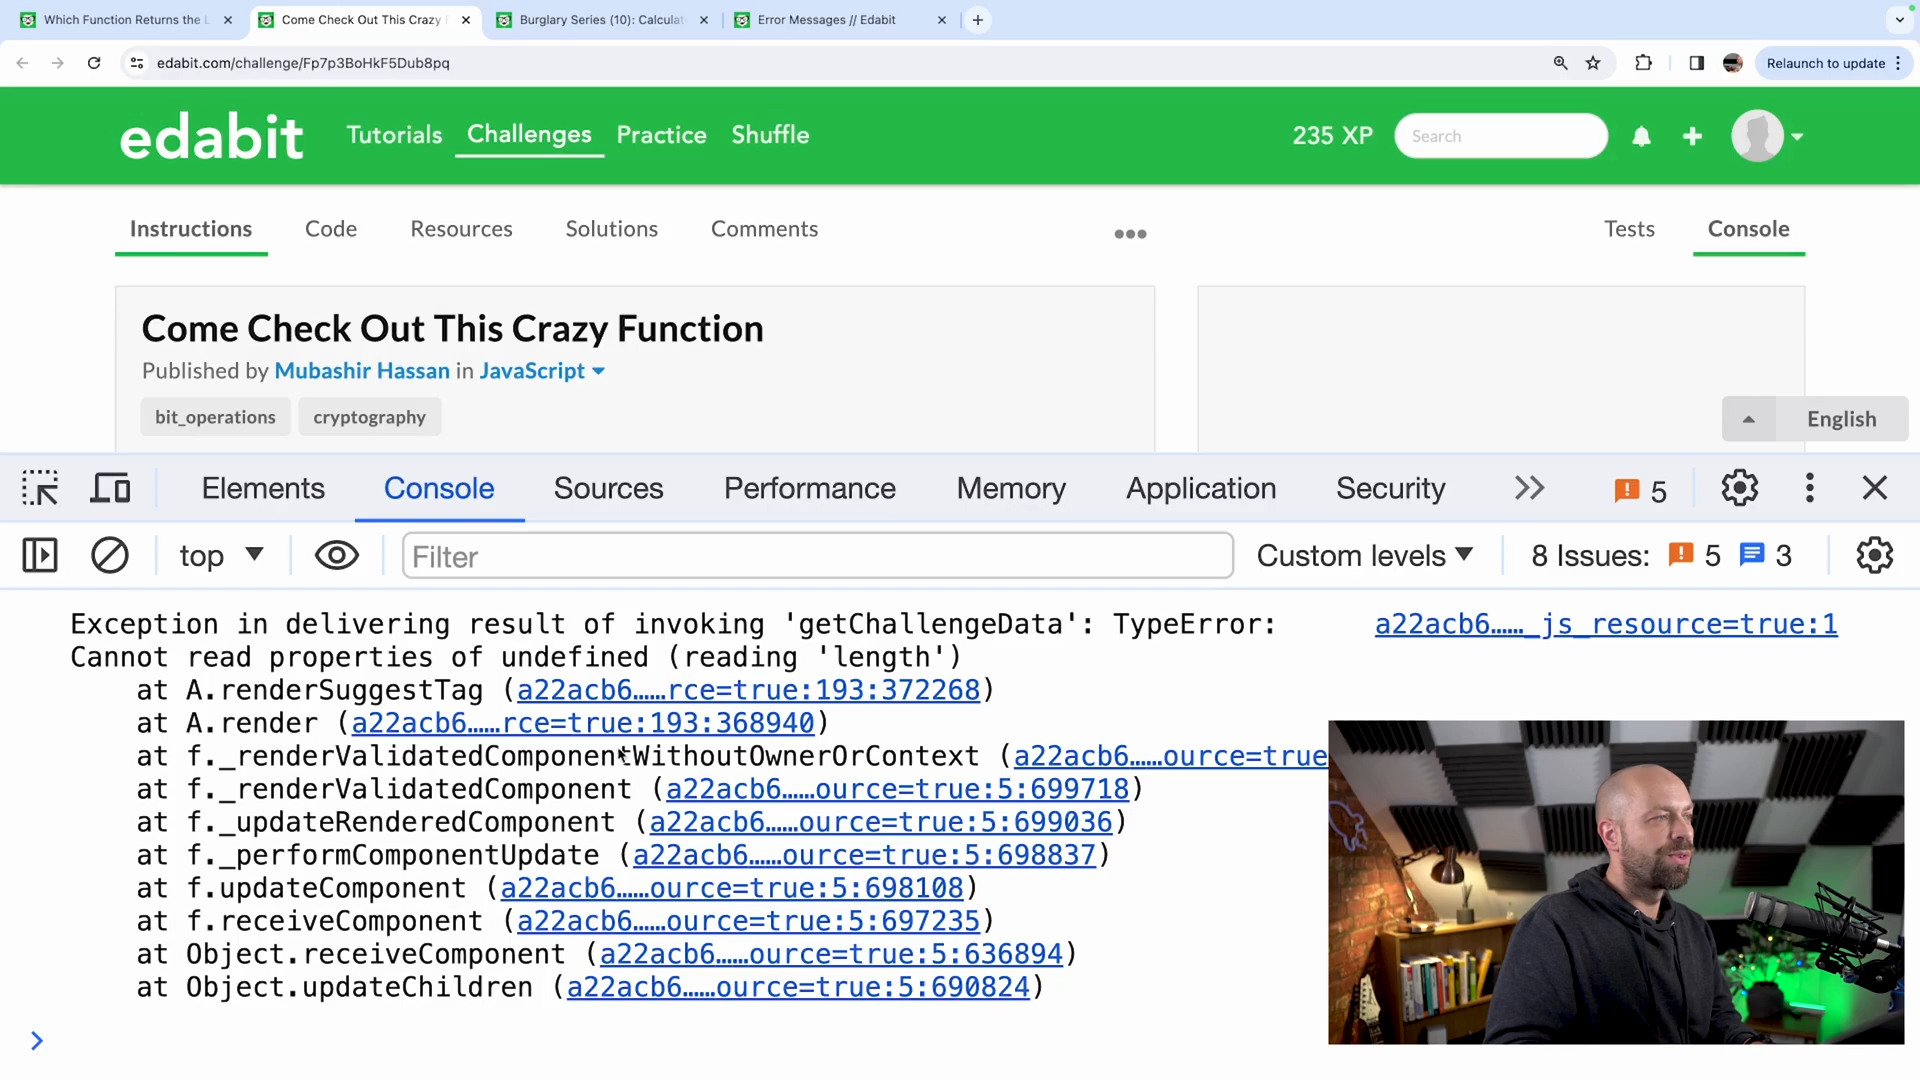 Which Function Returns the L
Come Check Out This Crazy
Burglary Series (10): Calculat
Error Messages // Edabit
edabit.com/challenge/Fp7p3BoHkF5Dub8pq
Relaunch to update
edabit
Tutorials
Challenges
Practice
Shuffle
235 XP
Search
Instructions
Code
Resources
Solutions
Comments
Tests
Console
Come Check Out This Crazy Function
Published by Mubashir Hassan in JavaScript
bit_operations
cryptography
English
Elements
Console
Sources
Performance
Memory
Application
Security
5
top
Filter
Custom levels
8 Issues: 5 3
Exception in delivering result of invoking 'getChallengeData': TypeError: a22acb6……_js_resource=true:1
Cannot read properties of undefined (reading 'length')
at A.renderSuggestTag (a22acb6……rce=true:193:372268)
at A.render (a22acb6……rce=true:193:368940)
at f._renderValidatedComponentWithoutOwnerOrContext (a22acb6……ource=true
at f._renderValidatedComponent (a22acb6……ource=true:5:699718)
at f._updateRenderedComponent (a22acb6……ource=true:5:699036)
at f._performComponentUpdate (a22acb6……ource=true:5:698837)
at f.updateComponent (a22acb6……ource=true:5:698108)
at f.receiveComponent (a22acb6……ource=true:5:697235)
at Object.receiveComponent (a22acb6……ource=true:5:636894)
at Object.updateChildren (a22acb6……ource=true:5:690824)